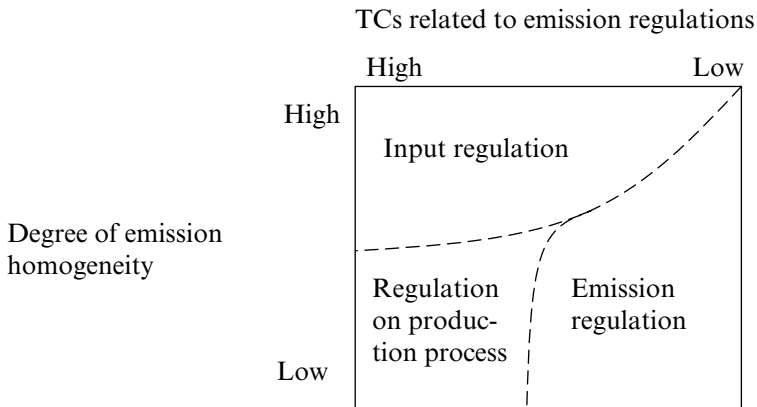 TCs related to emission regulations
High
Low
High
Input regulation
Degree of emission
homogeneity
Regulation
on produc-
tion process
Emission
regulation
Low